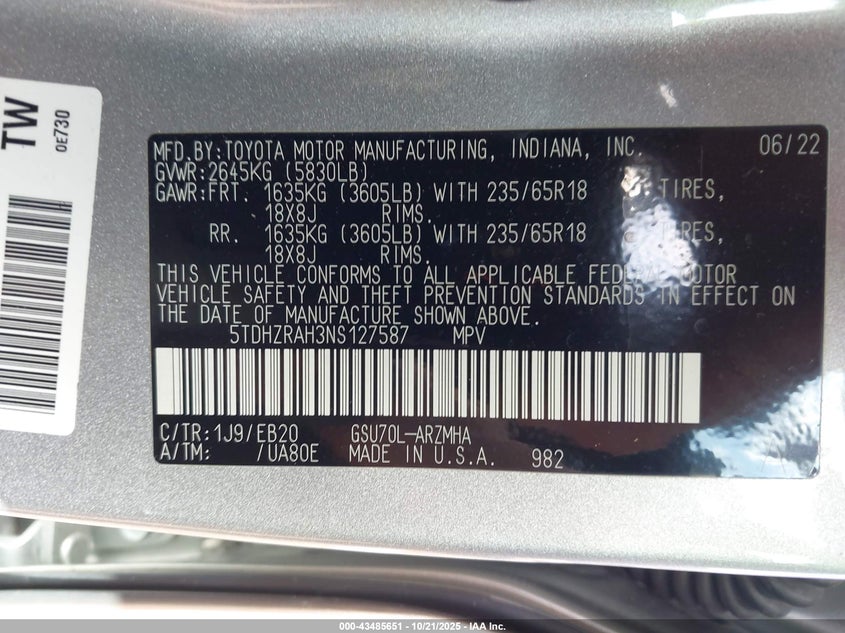 TW
0E730
MFD.BY:TOYOTA MOTOR MANUFACTURING, INDIANA, INC. 06/22
GVWR:2645KG (5830LB)
GAWR:FRT. 1635KG (3605LB) WITH 235/65R18 TIRES,
18X8J RIMS.
RR. 1635KG (3605LB) WITH 235/65R18 TIRES,
18X8J RIMS.
THIS VEHICLE CONFORMS TO ALL APPLICABLE FEDERAL MOTOR
VEHICLE SAFETY AND THEFT PREVENTION STANDARDS IN EFFECT ON
THE DATE OF MANUFACTURE SHOWN ABOVE.
5TDHZRAH3NS127587 MPV
C/TR:1J9/EB20 GSU70L-ARZMHA
A/TM: /UA80E MADE IN U.S.A. 982
000-43485651 - 10/21/2025 - IAA Inc.